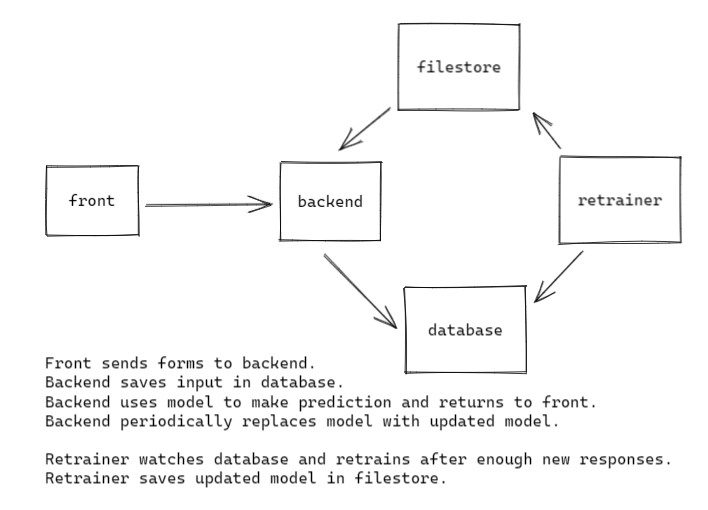 filestore
front
backend
retrainer
database
Front sends forms to backend.
Backend saves input in database.
Backend uses model to make prediction and returns to front.
Backend periodically replaces model with updated model.
Retrainer watches database and retrains after enough new responses.
Retrainer saves updated model in filestore.